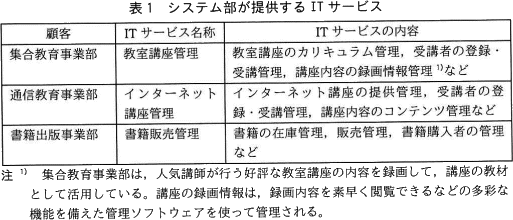 表1 システム部が提供する IT サービス
顧客 IT サービス名称 IT サービスの内容
集合教育事業部 教室講座管理 教室講座のカリキュラム管理，受講者の登録・
受講管理，講座内容の録画情報管理 1)など
通信教育事業部 インターネット 講座管理 インターネット講座の提供管理，受講者の登
録・受講管理，講座内容のコンテンツ管理など
書籍出版事業部 書籍販売管理 書籍の在庫管理，販売管理，書籍購入者の管理
など
注 1) 集合教育事業部は，人気講師が行う好評な教室講座の内容を録画して，講座の教材
として活用している。講座の録画情報は，録画内容を素早く閲覧できるなどの多彩な
機能を備えた管理ソフトウェアを使って管理される。